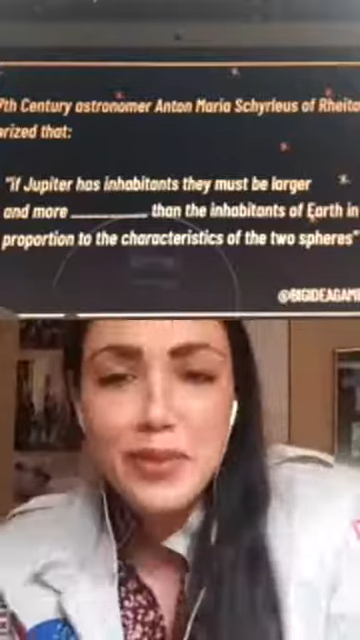 7th Century astronomer Anton Maria Schyrleus of Rheita
orized that:
"if Jupiter has inhabitants they must be larger
and more ________ than the inhabitants of Earth in
proportion to the characteristics of the two spheres"
@BIGIDEAGAME